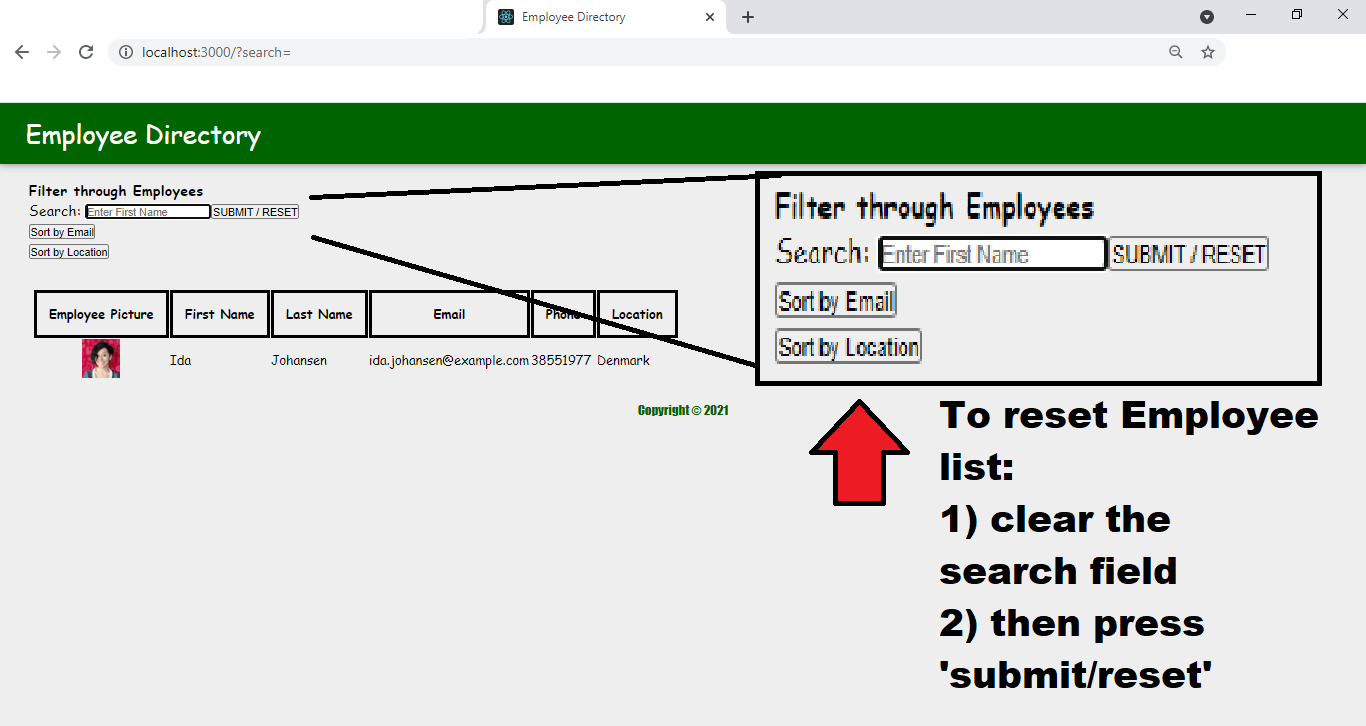 Employee Directory
localhost:3000/?search=
Employee Directory
Filter through Employees
Search: Enter First Name SUBMIT / RESET
Sort by Email
Sort by Location
Employee Picture First Name Last Name Email Phone Location
Ida Johansen ida.johansen@example.com 38551977 Denmark
Copyright © 2021
Filter through Employees
Search: Enter First Name SUBMIT / RESET
Sort by Email
Sort by Location
To reset Employee
list:
1) clear the
search field
2) then press
'submit/reset'